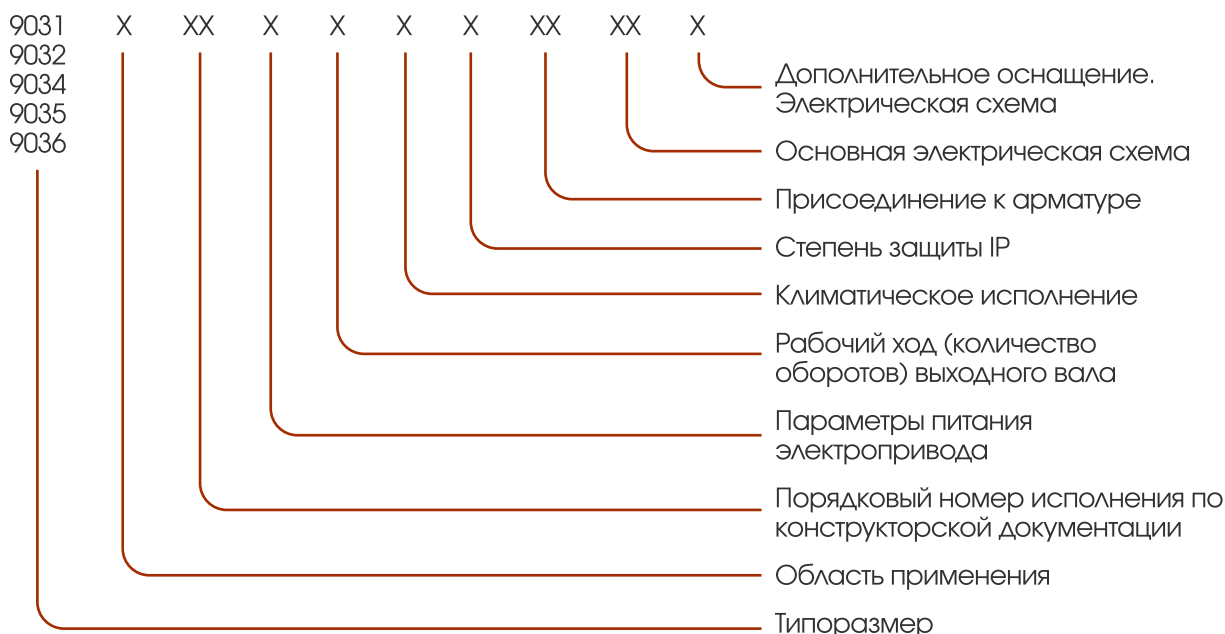 9031 X XX X X X X XX XX X
9032
9034
9035
9036
Дополнительное оснащение.
Электрическая схема
Основная электрическая схема
Присоединение к арматуре
Степень защиты IP
Климатическое исполнение
Рабочий ход (количество
оборотов) выходного вала
Параметры питания
электропривода
Порядковый номер исполнения по
конструкторской документации
Область применения
Типоразмер